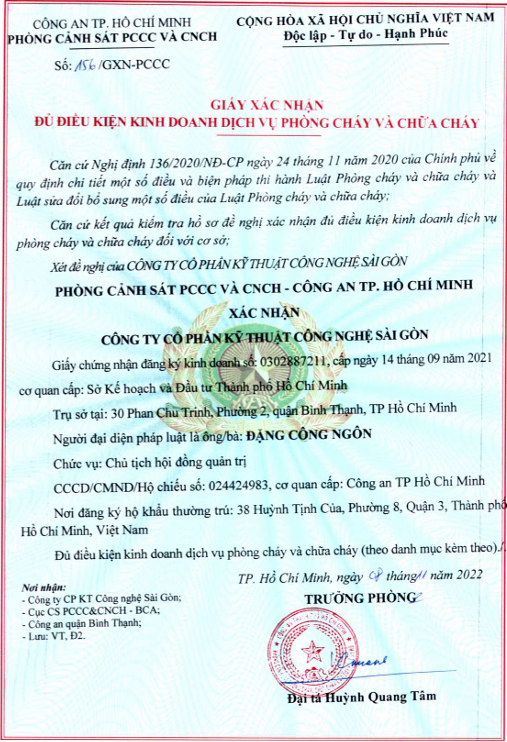 CÔNG AN TP. HỒ CHÍ MINH
PHÒNG CẢNH SÁT PCCC VÀ CNCH
Số: 156/GXN-PCCC
CỘNG HÒA XÃ HỘI CHỦ NGHĨA VIỆT NAM
Độc lập - Tự do - Hạnh Phúc
GIẤY XÁC NHẬN
ĐỦ ĐIỀU KIỆN KINH DOANH DỊCH VỤ PHÒNG CHÁY VÀ CHỮA CHÁY
Căn cứ Nghị định 136/2020/NĐ-CP ngày 24 tháng 11 năm 2020 của Chính phủ về
quy định chi tiết một số điều và biện pháp thi hành Luật Phòng cháy và chữa cháy và
Luật sửa đổi bổ sung một số điều của Luật Phòng cháy và chữa cháy;
Căn cứ kết quả kiểm tra hồ sơ đề nghị xác nhận đủ điều kiện kinh doanh dịch vụ
phòng cháy và chữa cháy đối với cơ sở;
Xét đề nghị của CÔNG TY CỔ PHẦN KỸ THUẬT CÔNG NGHỆ SÀI GÒN
PHÒNG CẢNH SÁT PCCC VÀ CNCH - CÔNG AN TP. HỒ CHÍ MINH
XÁC NHẬN
CÔNG TY CỔ PHẦN KỸ THUẬT CÔNG NGHỆ SÀI GÒN
Giấy chứng nhận đăng ký kinh doanh số: 0302887211, cấp ngày 14 tháng 09 năm 2021
cơ quan cấp: Sở Kế hoạch và Đầu tư Thành phố Hồ Chí Minh
Trụ sở tại: 30 Phan Chu Trinh, Phường 2, quận Bình Thạnh, TP Hồ Chí Minh
Người đại diện pháp luật là ông/bà: ĐẶNG CÔNG NGÔN
Chức vụ: Chủ tịch hội đồng quản trị
CCCD/CMND/Hộ chiếu số: 024424983, cơ quan cấp: Công an TP Hồ Chí Minh
Nơi đăng ký hộ khẩu thường trú: 38 Huỳnh Tịnh Của, Phường 8, Quận 3, Thành phố
Hồ Chí Minh, Việt Nam
Đủ điều kiện kinh doanh dịch vụ phòng cháy và chữa cháy (theo danh mục kèm theo)./.
TP. Hồ Chí Minh, ngày 08 tháng 11 năm 2022
TRƯỞNG PHÒNG
Nơi nhận:
- Công ty CP KT Công nghệ Sài Gòn;
- Cục CS PCCC&CNCH - BCA;
- Công an quận Bình Thạnh;
- Lưu: VT, Đ2.
Đại tá Huỳnh Quang Tâm